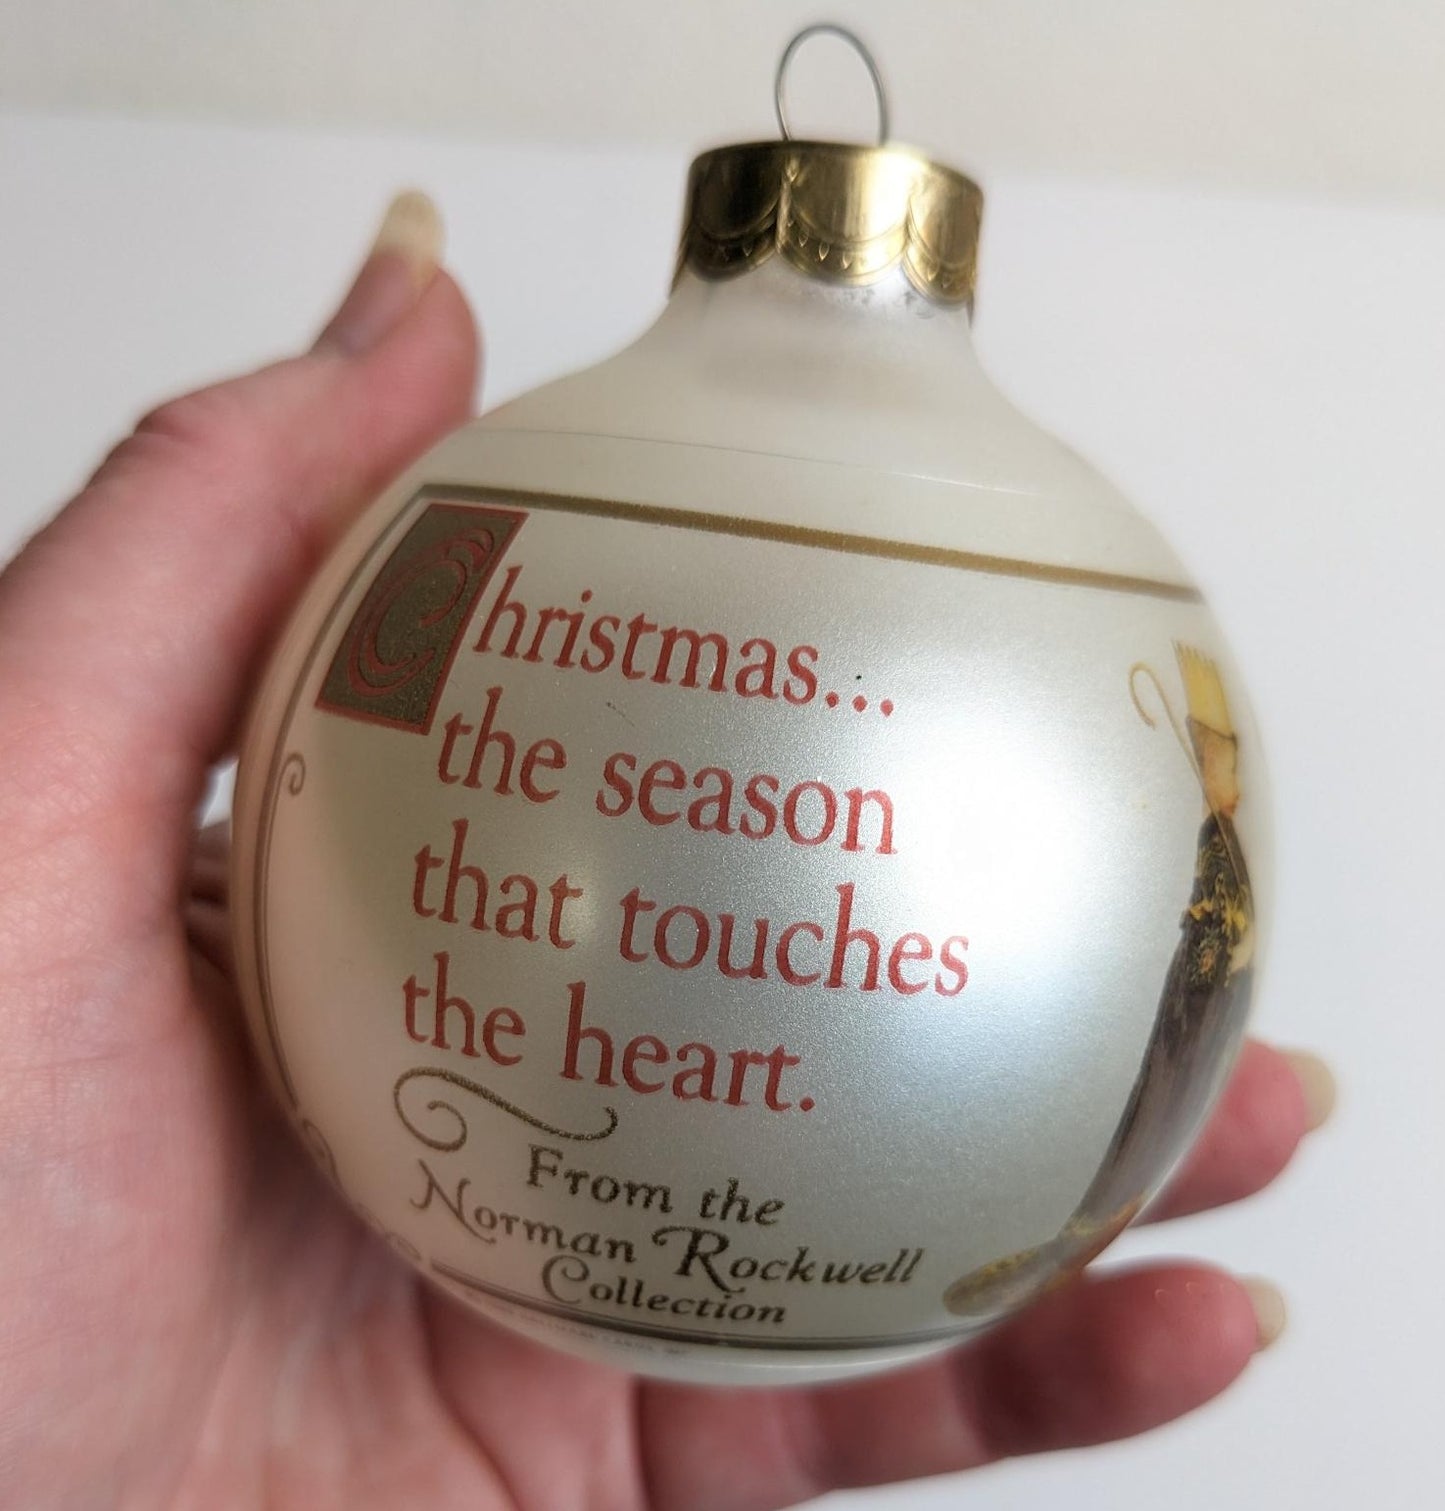 Christmas...
the season
that touches
the heart.
From the
Norman Rockwell
Collection